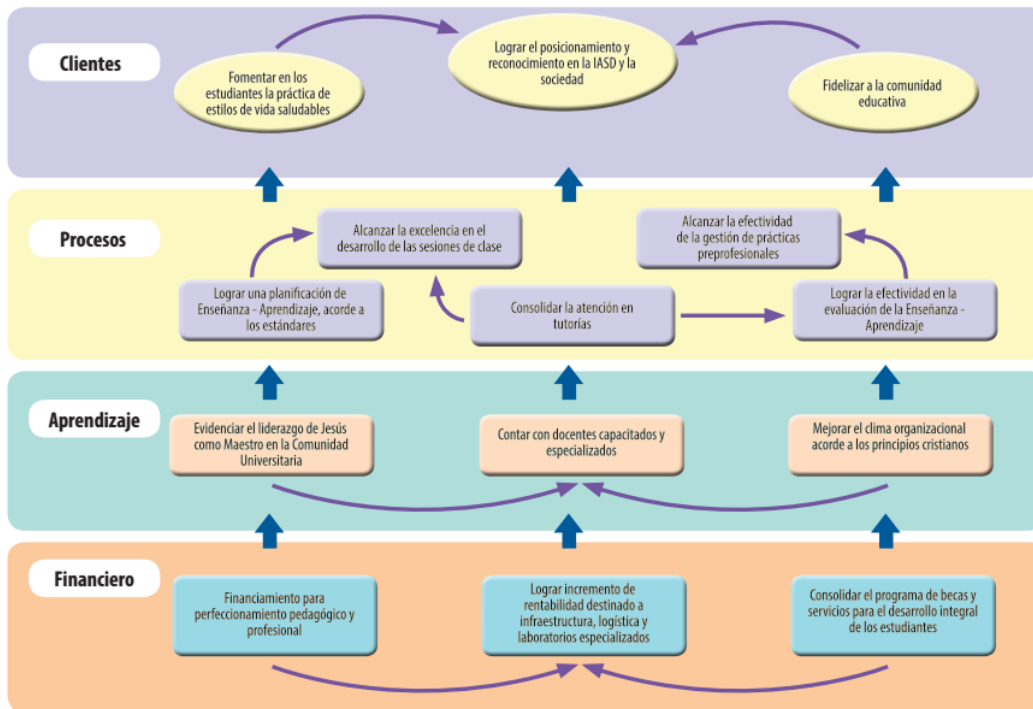 Clientes
Fomentar en los
estudiantes la práctica de
estilos de vida saludables
Lograr el posicionamiento y
reconocimiento en la IASD y la
sociedad
Fidelizar a la comunidad
educativa
Procesos
Alcanzar la excelencia en el
desarrollo de las sesiones de clase
Alcanzar la efectividad
de la gestión de prácticas
preprofesionales
Lograr una planificación de
Enseñanza - Aprendizaje, acorde a
los estándares
Consolidar la atención en
tutorías
Lograr la efectividad en la
evaluación de la Enseñanza -
Aprendizaje
Aprendizaje
Evidenciar el liderazgo de Jesús
como Maestro en la Comunidad
Universitaria
Contar con docentes capacitados y
especializados
Mejorar el clima organizacional
acorde a los principios cristianos
Financiero
Financiamiento para
perfeccionamiento pedagógico y
profesional
Lograr incremento de
rentabilidad destinado a
infraestructura, logística y
laboratorios especializados
Consolidar el programa de becas y
servicios para el desarrollo integral
de los estudiantes